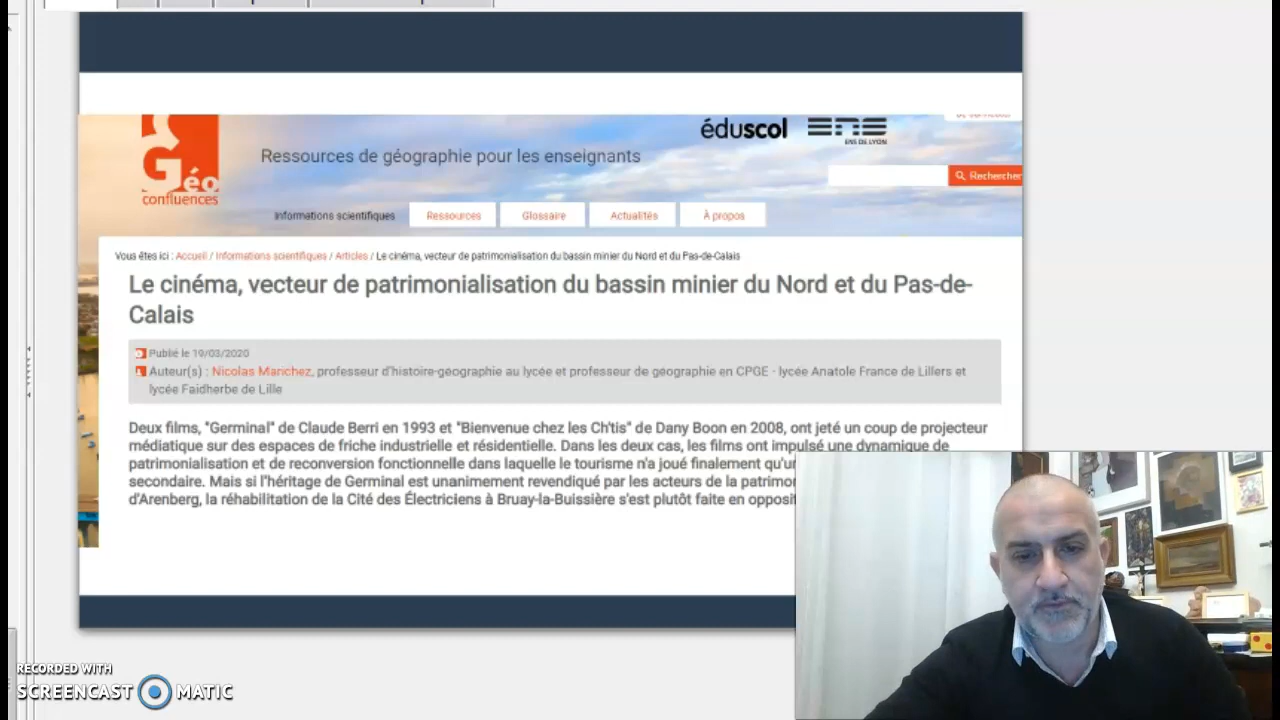 éduscol
ENS DE LYON
Géo
confluences
Ressources de géographie pour les enseignants
Rechercher
Informations scientifiques
Ressources
Glossaire
Actualités
À propos
Vous êtes ici : Accueil / Informations scientifiques / Articles / Le cinéma, vecteur de patrimonialisation du bassin minier du Nord et du Pas-de-Calais
Le cinéma, vecteur de patrimonialisation du bassin minier du Nord et du Pas-de-
Calais
Publié le 19/03/2020
Auteur(s) : Nicolas Marichez, professeur d'histoire-géographie au lycée et professeur de géographie en CPGE - lycée Anatole France de Lillers et
lycée Faidherbe de Lille
Deux films, "Germinal" de Claude Berri en 1993 et "Bienvenue chez les Ch'tis" de Dany Boon en 2008, ont jeté un coup de projecteur
médiatique sur des espaces de friche industrielle et résidentielle. Dans les deux cas, les films ont impulsé une dynamique de
patrimonialisation et de reconversion fonctionnelle dans laquelle le tourisme n'a joué finalement
secondaire. Mais si l'héritage de Germinal est unanimement revendiqué par les acteurs de la
d'Arenberg, la réhabilitation de la Cité des Électriciens à Bruay-la-Buissière s'est plutôt faite en
RECORDED WITH
SCREENCAST MATIC